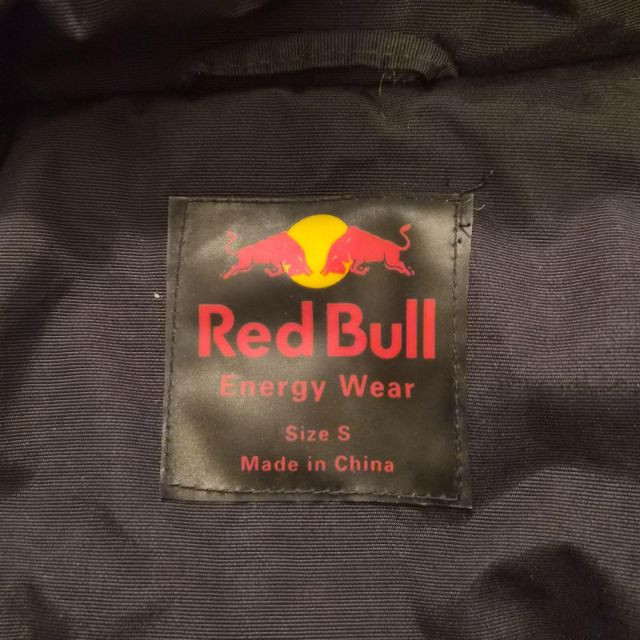 Red Bull
Energy Wear
Size S
Made in China